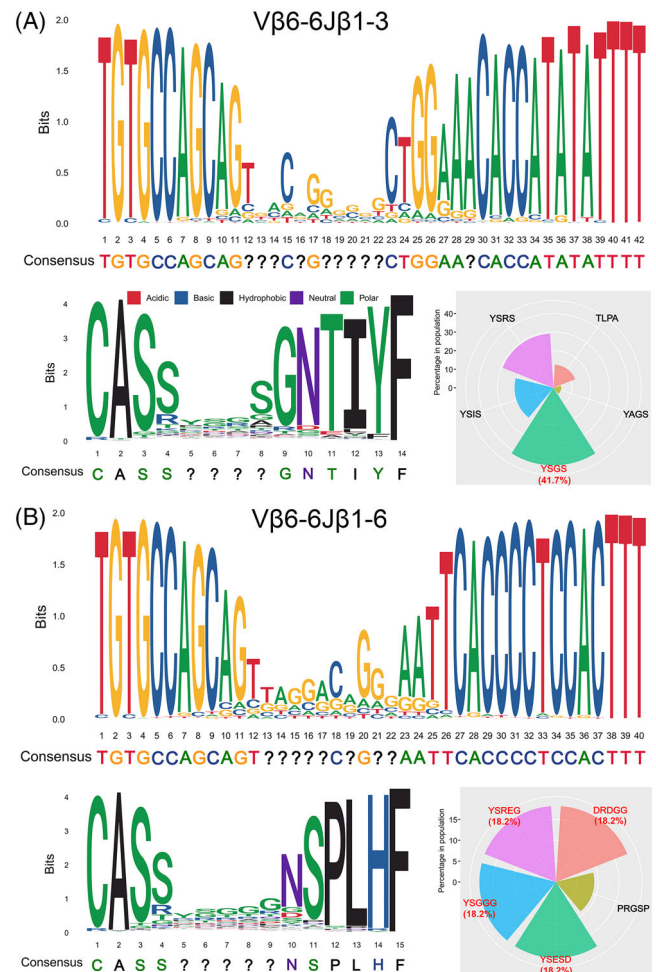 (A) Vβ6-6Jβ1-3
2.0
1.5
1.0
0.5
0.0
Bits
1 2 3 4 5 6 7 8 9 10 11 12 13 14 15 16 17 18 19 20 21 22 23 24 25 26 27 28 29 30 31 32 33 34 35 36 37 38 39 40 41 42
Consensus TGTGCCAGCAG???C?G?????CTGGAA?CACCATATATTTT
Acidic Basic Hydrophobic Neutral Polar
4
3
2
1
0
Bits
1 2 3 4 5 6 7 8 9 10 11 12 13 14
Consensus C A S S ? ? ? ? G N T I Y F
Percentage in population
40
30
20
10
0
YSRS TLPA
YSIS YAGS
YSGS
(41.7%)
(B) Vβ6-6Jβ1-6
2.0
1.5
1.0
0.5
0.0
Bits
1 2 3 4 5 6 7 8 9 10 11 12 13 14 15 16 17 18 19 20 21 22 23 24 25 26 27 28 29 30 31 32 33 34 35 36 37 38 39 40
Consensus TGTGCCAGCAGT?????C?G??AATTCACCCCTCCACTTT
4
3
2
1
0
Bits
1 2 3 4 5 6 7 8 9 10 11 12 13 14 15
Consensus C A S S ? ? ? ? ? N S P L H F
Percentage in population
15
10
5
0
YSREG
(18.2%)
DRDGG
(18.2%)
YSGGG
(18.2%)
PRGSP
YSESD
(18.2%)